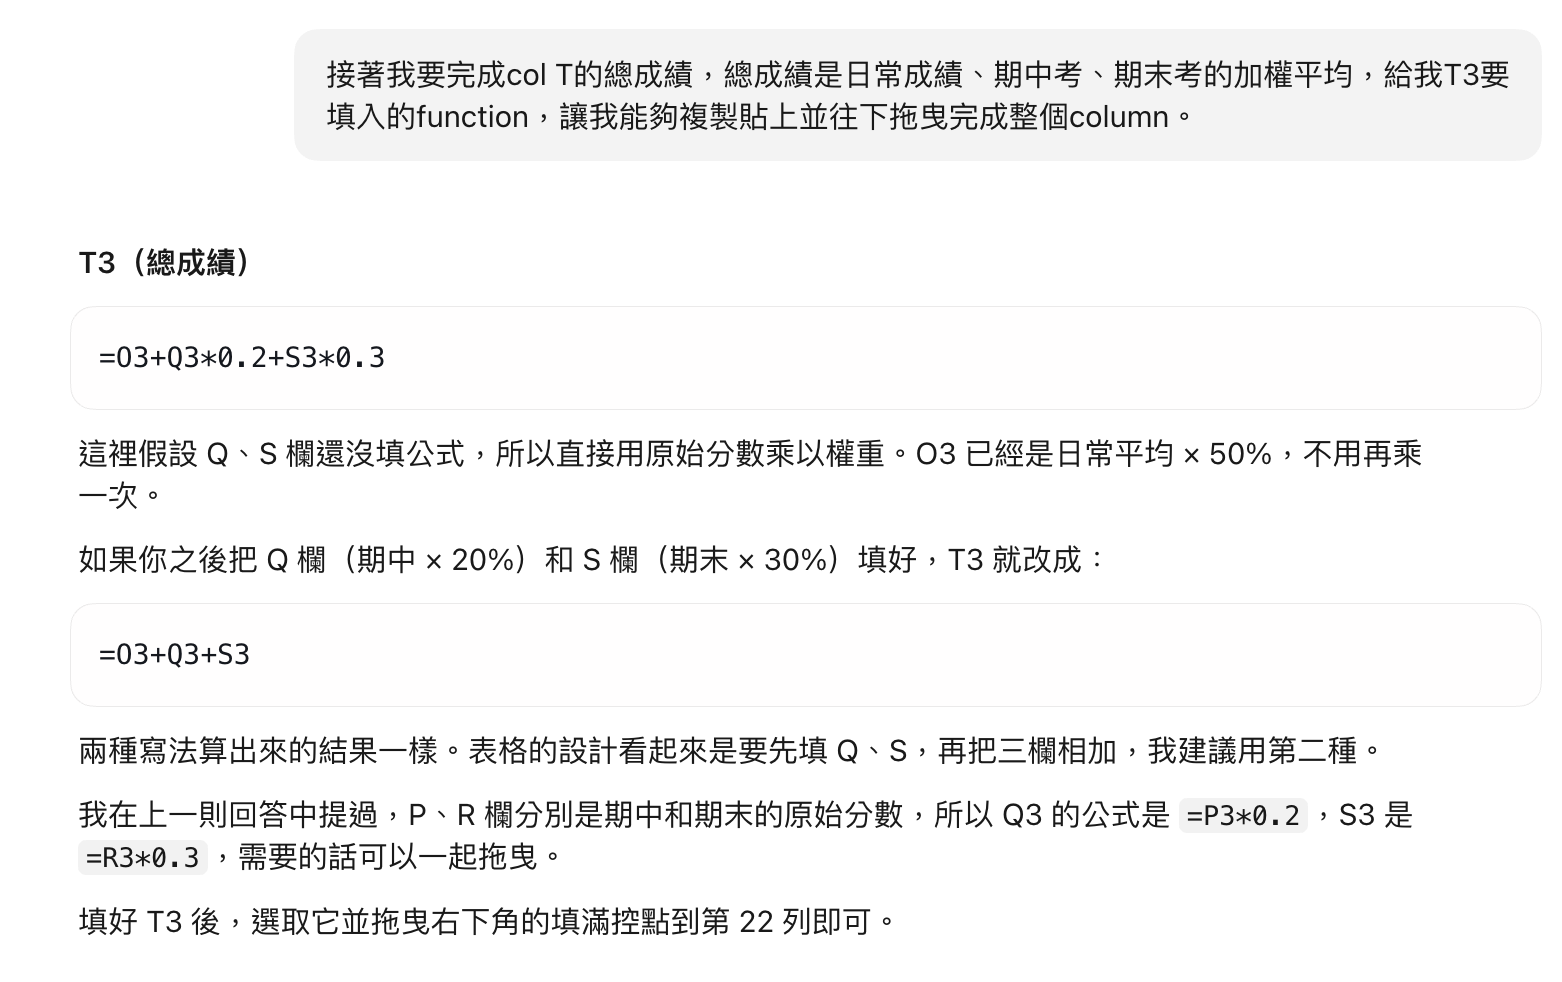 接著我要完成col T的總成績，總成績是日常成績、期中考、期末考的加權平均，給我T3要
填入的function，讓我能夠複製貼上並往下拖曳完成整個column。
T3（總成績）
=O3+Q3*0.2+S3*0.3
這裡假設 Q、S 欄還沒填公式，所以直接用原始分數乘以權重。O3 已經是日常平均 × 50%，不用再乘
一次。
如果你之後把 Q 欄（期中 × 20%）和 S 欄（期末 × 30%）填好，T3 就改成：
=O3+Q3+S3
兩種寫法算出來的結果一樣。表格的設計看起來是要先填 Q、S，再把三欄相加，我建議用第二種。
我在上一則回答中提過，P、R 欄分別是期中和期末的原始分數，所以 Q3 的公式是 =P3*0.2，S3 是
=R3*0.3，需要的話可以一起拖曳。
填好 T3 後，選取它並拖曳右下角的填滿控點到第 22 列即可。